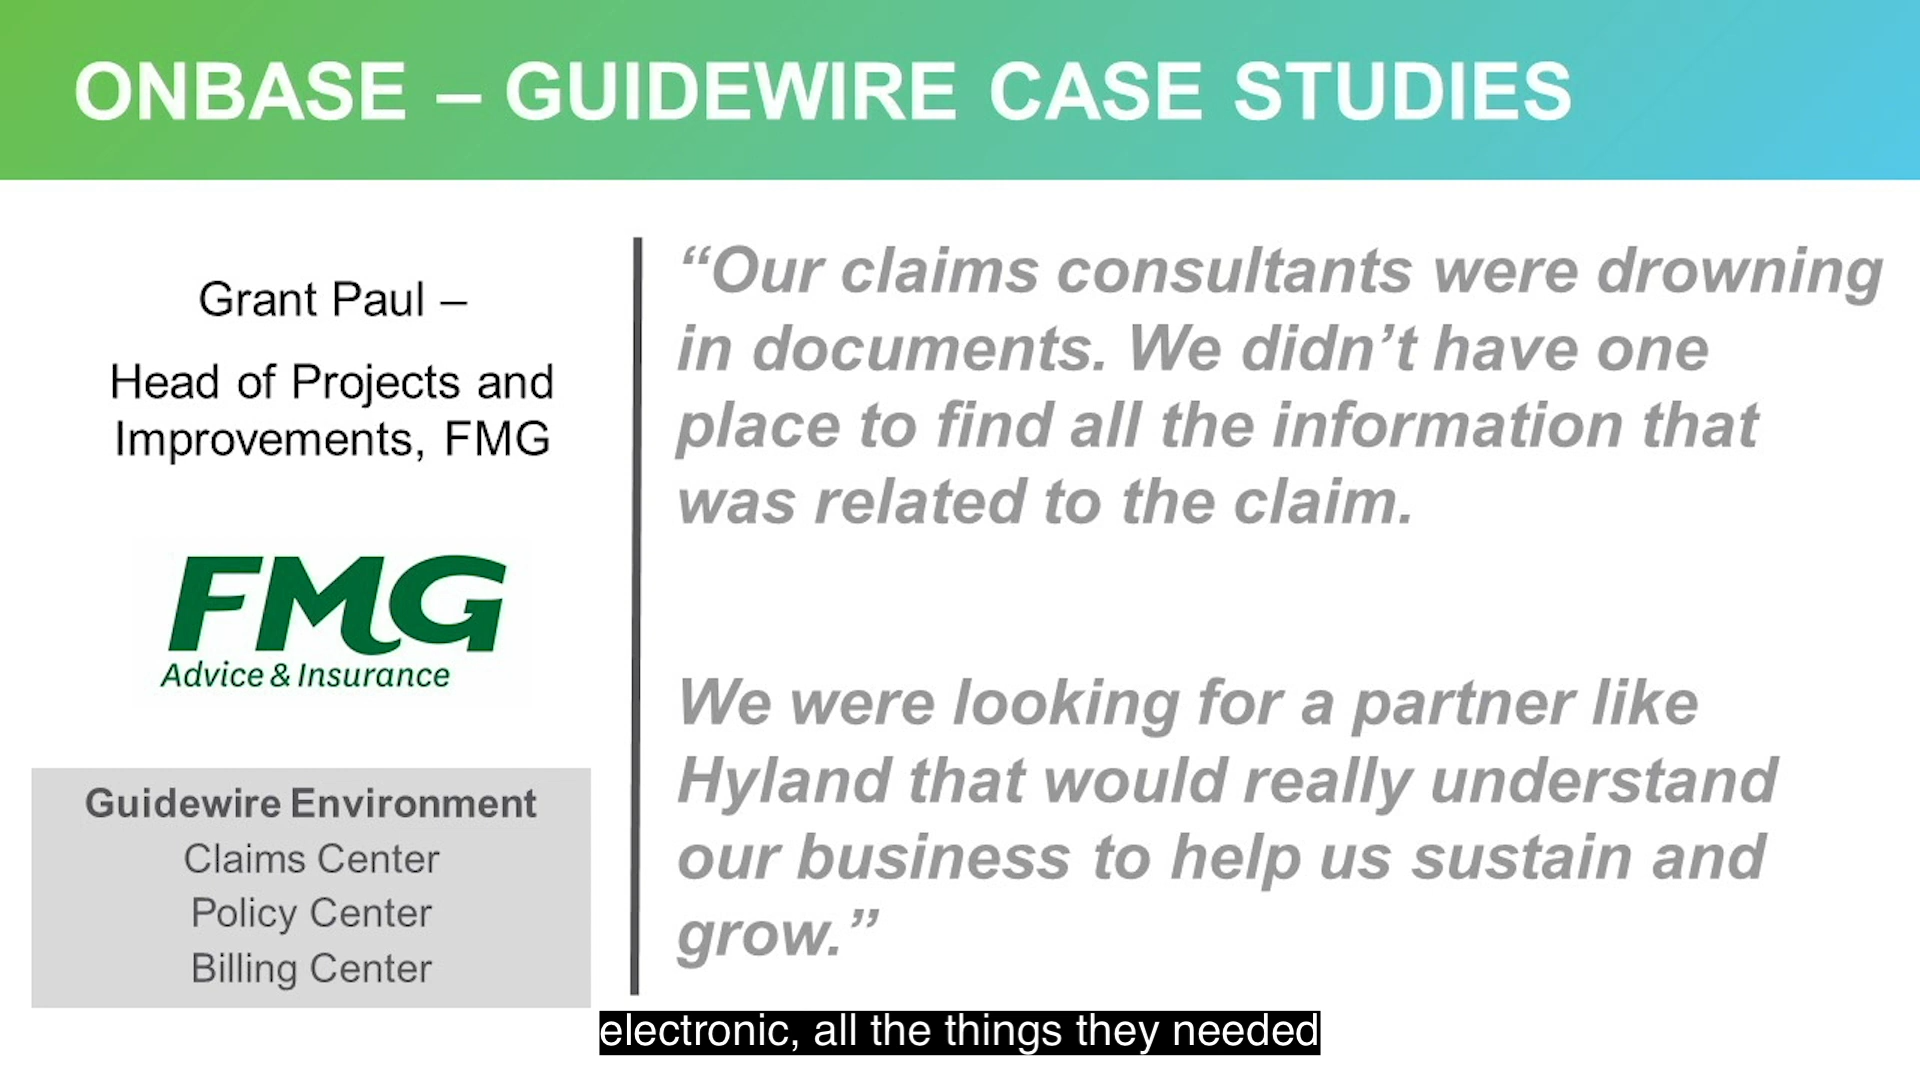 ONBASE – GUIDEWIRE CASE STUDIES
Grant Paul –
Head of Projects and
Improvements, FMG
FMG
Advice & Insurance
Guidewire Environment
Claims Center
Policy Center
Billing Center
“Our claims consultants were drowning
in documents. We didn’t have one
place to find all the information that
was related to the claim.
We were looking for a partner like
Hyland that would really understand
our business to help us sustain and
grow.”
electronic, all the things they needed